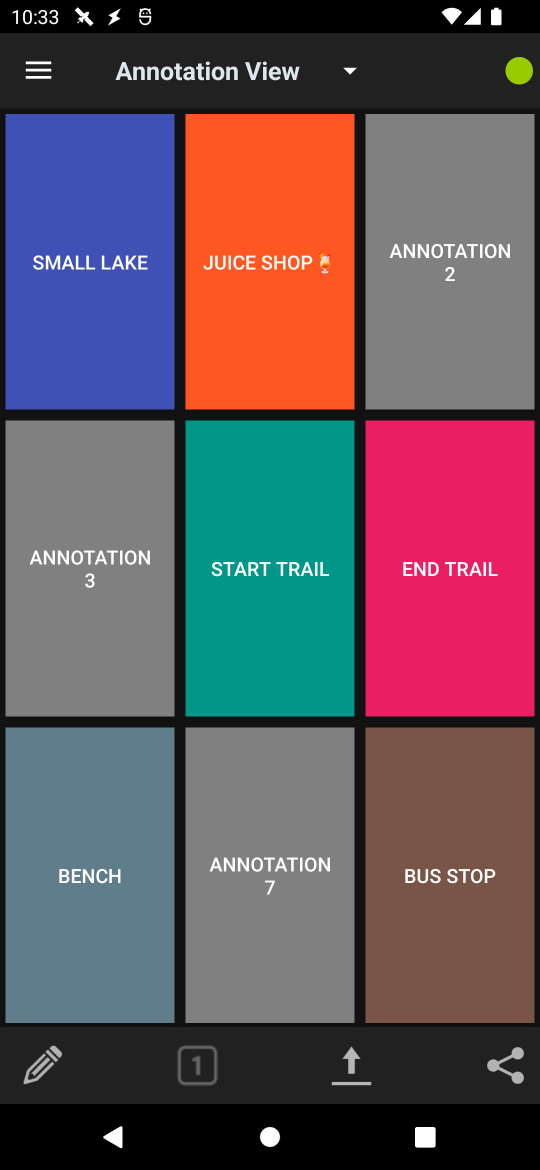 10:33
Annotation View
SMALL LAKE
JUICE SHOP🍹
ANNOTATION
2
ANNOTATION
3
START TRAIL
END TRAIL
BENCH
ANNOTATION
7
BUS STOP
1